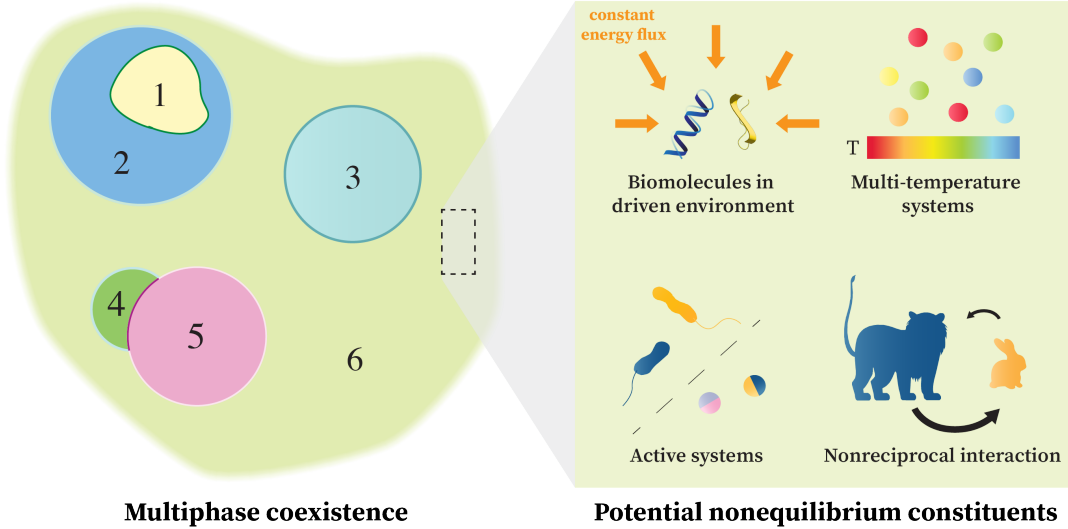 1
2
3
4
5
6
Multiphase coexistence
constant
energy flux
Biomolecules in
driven environment
T
Multi-temperature
systems
Active systems
Nonreciprocal interaction
Potential nonequilibrium constituents